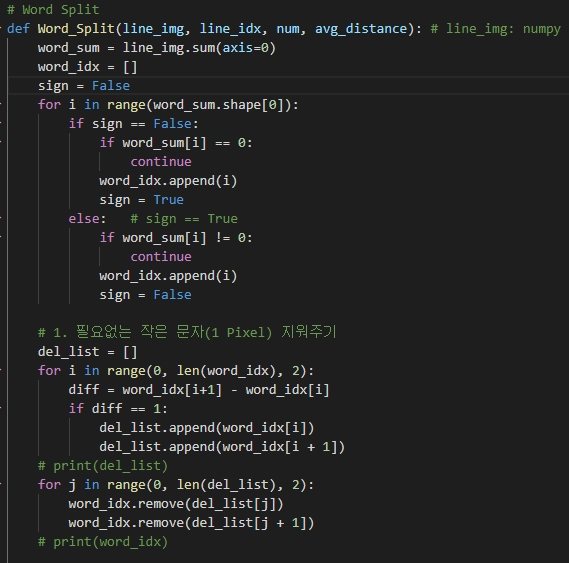 # Word Split
def Word_Split(line_img, line_idx, num, avg_distance): # line_img: numpy
    word_sum = line_img.sum(axis=0)
    word_idx = []
    sign = False
    for i in range(word_sum.shape[0]):
        if sign == False:
            if word_sum[i] == 0:
                continue
            word_idx.append(i)
            sign = True
        else:   # sign == True
            if word_sum[i] != 0:
                continue
            word_idx.append(i)
            sign = False

    # 1. 필요없는 작은 문자(1 Pixel) 지워주기
    del_list = []
    for i in range(0, len(word_idx), 2):
        diff = word_idx[i+1] - word_idx[i]
        if diff == 1:
            del_list.append(word_idx[i])
            del_list.append(word_idx[i + 1])
    # print(del_list)
    for j in range(0, len(del_list), 2):
        word_idx.remove(del_list[j])
        word_idx.remove(del_list[j + 1])
    # print(word_idx)